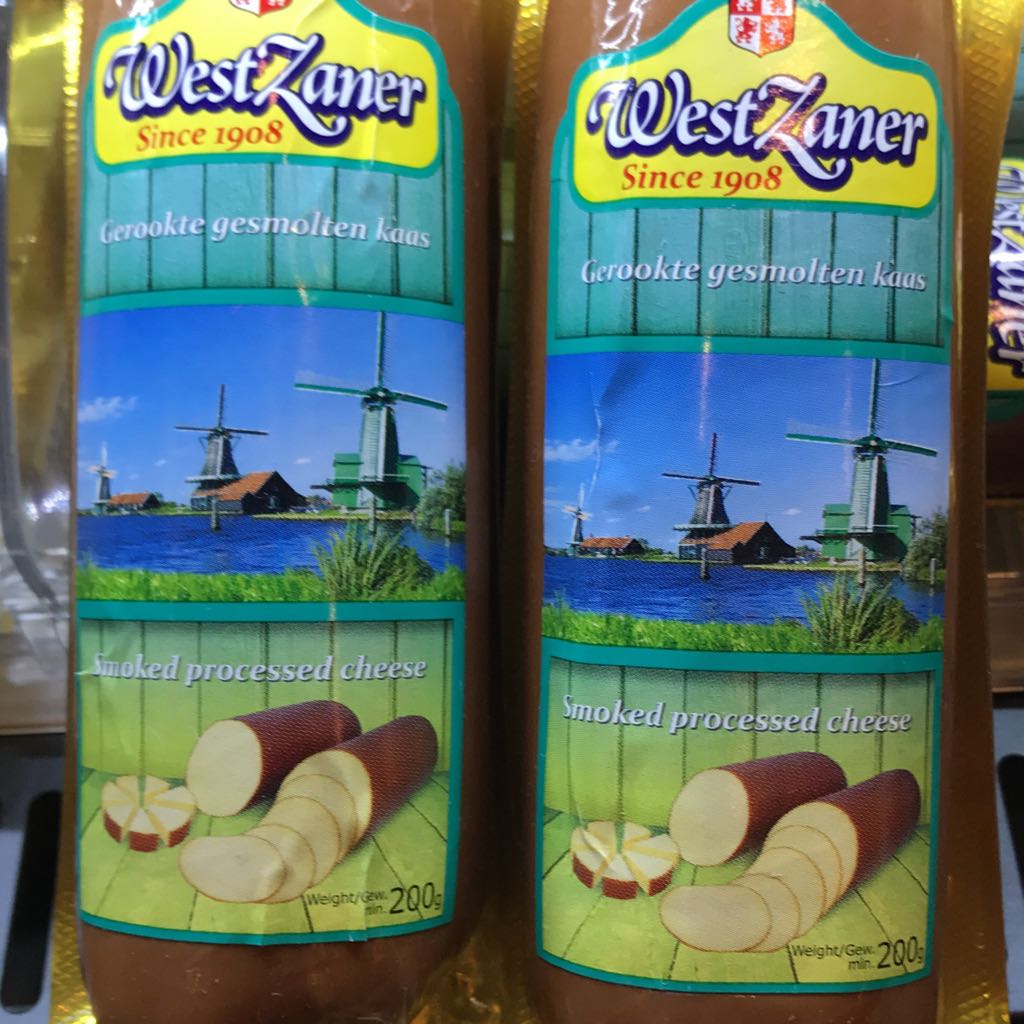 WestZaner
Since 1908
Gerookte gesmolten kaas
Smoked processed cheese
Weight/Gew.
min. 200g
WestZaner
Since 1908
Gerookte gesmolten kaas
Smoked processed cheese
Weight/Gew.
min. 200g